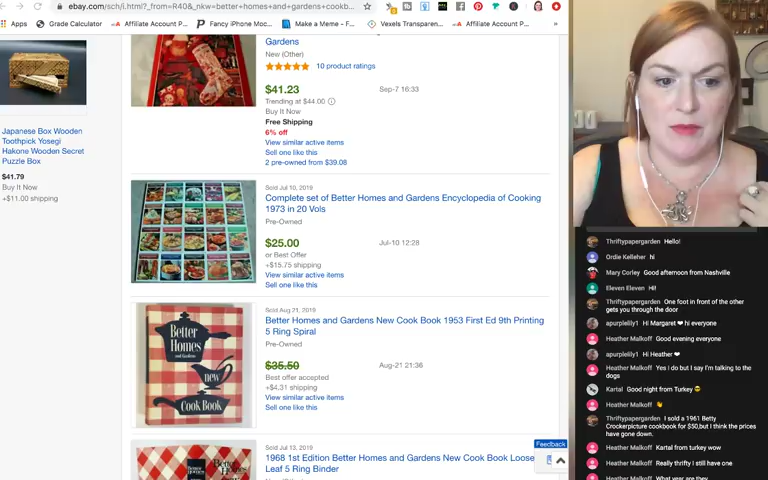 ebay.com/sch/i.html?_from=R40&_nkw=better+homes+and+gardens+cookb...
Apps
Grade Calculator
Affiliate Account P...
Fancy iPhone Moc...
Make a Meme - F...
Vexels Transparen...
Affiliate Account P...
»
Japanese Box Wooden
Toothpick Yosegi
Hakone Wooden Secret
Puzzle Box
$41.79
Buy It Now
+$11.00 shipping
Gardens
New (Other)
10 product ratings
$41.23
Sep-7 16:33
Trending at $44.00
Buy It Now
Free Shipping
6% off
View similar active items
Sell one like this
2 pre-owned from $39.08
Sold Jul 10, 2019
Complete set of Better Homes and Gardens Encyclopedia of Cooking
1973 in 20 Vols
Pre-Owned
$25.00
Jul-10 12:28
or Best Offer
+$15.75 shipping
View similar active items
Sell one like this
Better
Homes
and Gardens
new
Cook Book
Sold Aug 21, 2019
Better Homes and Gardens New Cook Book 1953 First Ed 9th Printing
5 Ring Spiral
Pre-Owned
$35.50
Aug-21 21:36
Best offer accepted
+$4.31 shipping
View similar active items
Sell one like this
Sold Jul 13, 2019
1968 1st Edition Better Homes and Gardens New Cook Book Loose
Leaf 5 Ring Binder
Feedback
Thriftypapergarden Hello!
Ordie Kelleher hi
Mary Corley Good afternoon from Nashville
Eleven Eleven Hi!
Thriftypapergarden One foot in front of the other
gets you through the door
apurplelily1 Hi Margaret ❤ hi everyone
Heather Malkoff Good evening everyone
apurplelily1 Hi Heather ❤
Heather Malkoff Yes i do but I say I'm talking to the
dogs
Kartal Good night from Turkey 😎
Heather Malkoff 👋
Thriftypapergarden I sold a 1961 Betty
Crockerpicture cookbook for $50,but I think the prices
have gone down.
Heather Malkoff Kartal from turkey wow
Heather Malkoff Really thrifty I still have one
Heather Malkoff What year are they